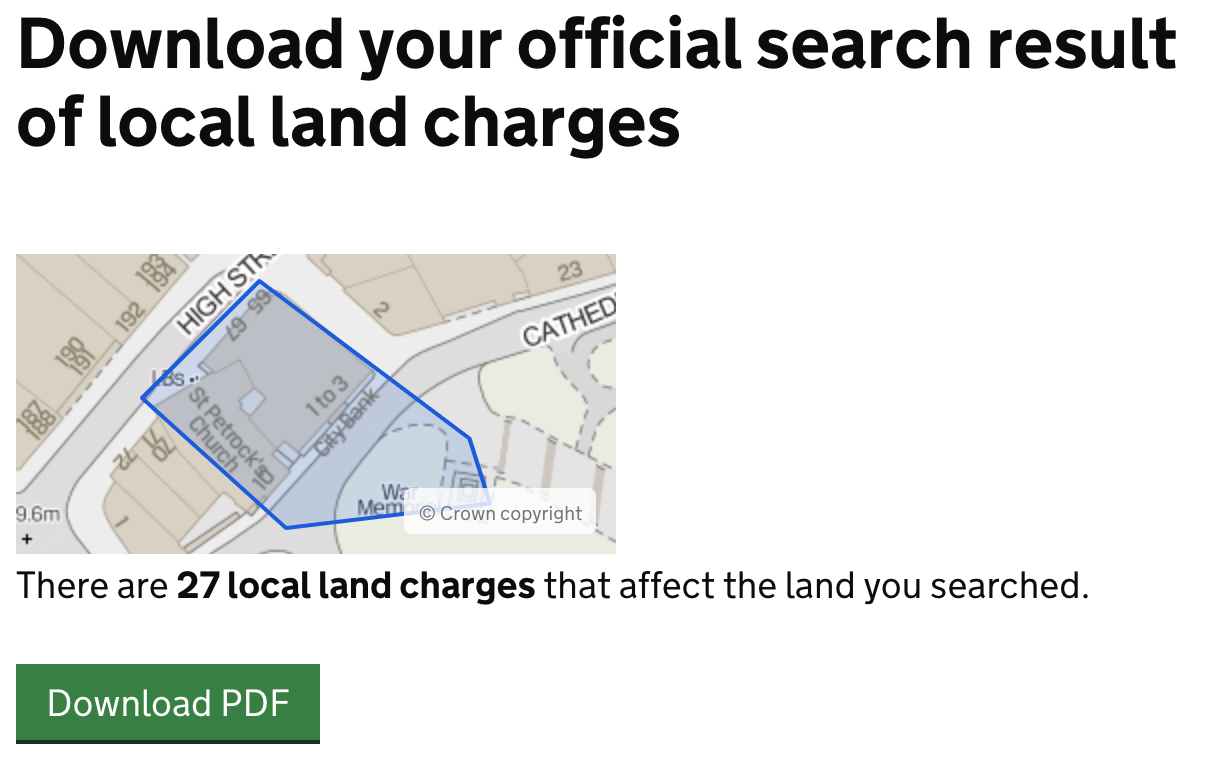 Download your official search result
of local land charges
193
194
HIGH STR
23
65
67
2
192
CATHED
190
191
LBs
1 to 3
187
188
St Petrock's
Church
City Bank
70
71
72
10
War
Memorial
9.6m
1
© Crown copyright
There are 27 local land charges that affect the land you searched.
Download PDF